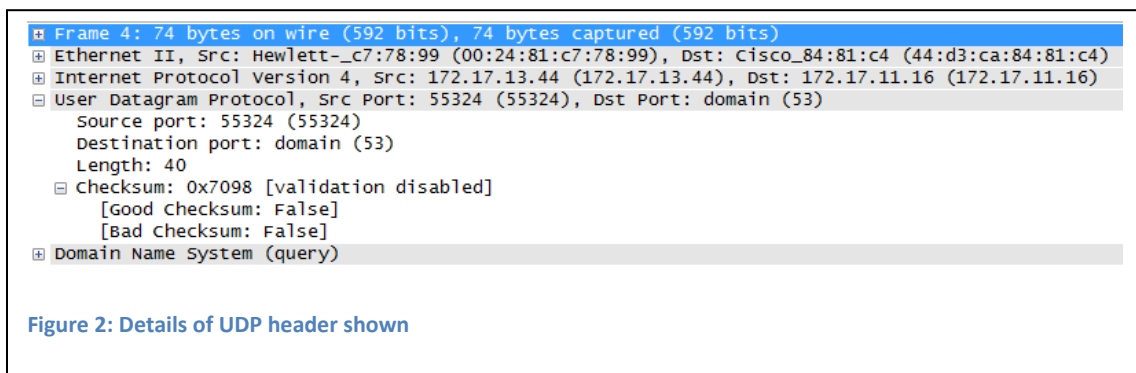 Frame 4: 74 bytes on wire (592 bits), 74 bytes captured (592 bits)
Ethernet II, Src: Hewlett-_c7:78:99 (00:24:81:c7:78:99), Dst: Cisco_84:81:c4 (44:d3:ca:84:81:c4)
Internet Protocol Version 4, Src: 172.17.13.44 (172.17.13.44), Dst: 172.17.11.16 (172.17.11.16)
User Datagram Protocol, Src Port: 55324 (55324), Dst Port: domain (53)
Source port: 55324 (55324)
Destination port: domain (53)
Length: 40
Checksum: 0x7098 [validation disabled]
[Good Checksum: False]
[Bad Checksum: False]
Domain Name System (query)
Figure 2: Details of UDP header shown